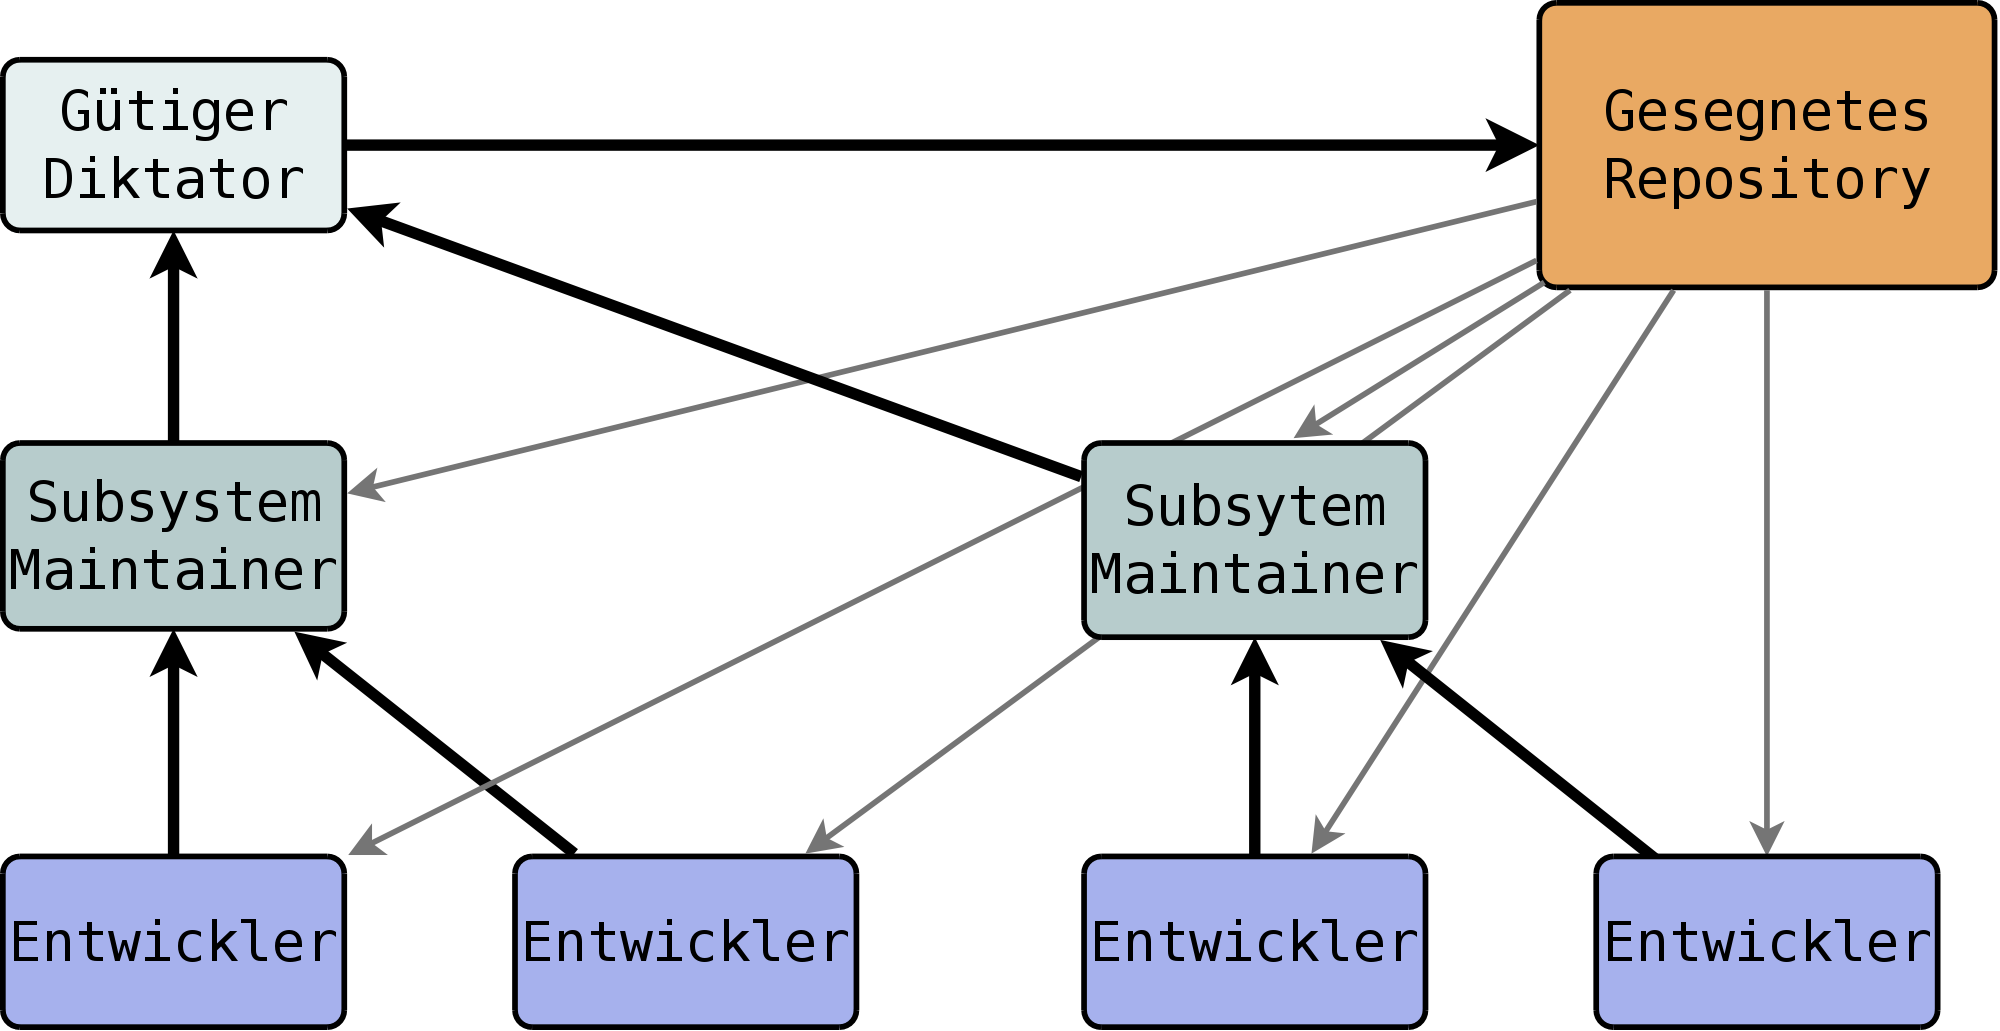 Gütiger
Diktator
Gesegnetes
Repository
Subsystem
Maintainer
Subsytem
Maintainer
Entwickler
Entwickler
Entwickler
Entwickler